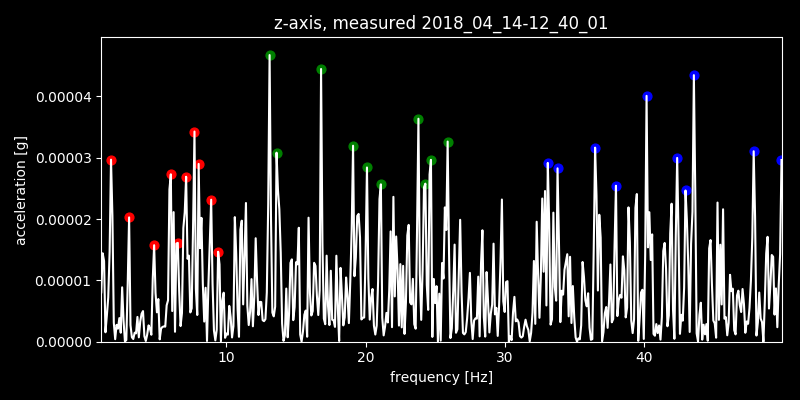 z-axis, measured 2018_04_14-12_40_01
acceleration [g]
0.00004
0.00003
0.00002
0.00001
0.00000
10 20 30 40
frequency [Hz]